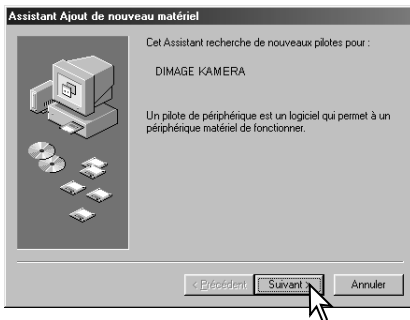 Assistant Ajout de nouveau matériel
Cet Assistant recherche de nouveaux pilotes pour :
DIMAGE KAMERA
Un pilote de périphérique est un logiciel qui permet à un
périphérique matériel de fonctionner.
< Précédent Suivant > Annuler